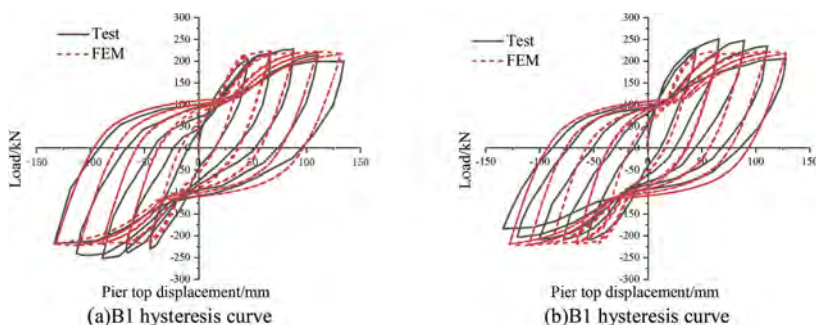 300
250
200
150
100
50
0
-50
-100
-150
-200
-250
-300
-150 -100 -50 0 50 100 150
Load/kN
Test
FEM
Pier top displacement/mm
(a)B1 hysteresis curve
300
250
200
150
100
50
0
-50
-100
-150
-200
-250
-300
-150 -100 -50 0 50 100 150
Load/kN
Test
FEM
Pier top displacement/mm
(b)B1 hysteresis curve